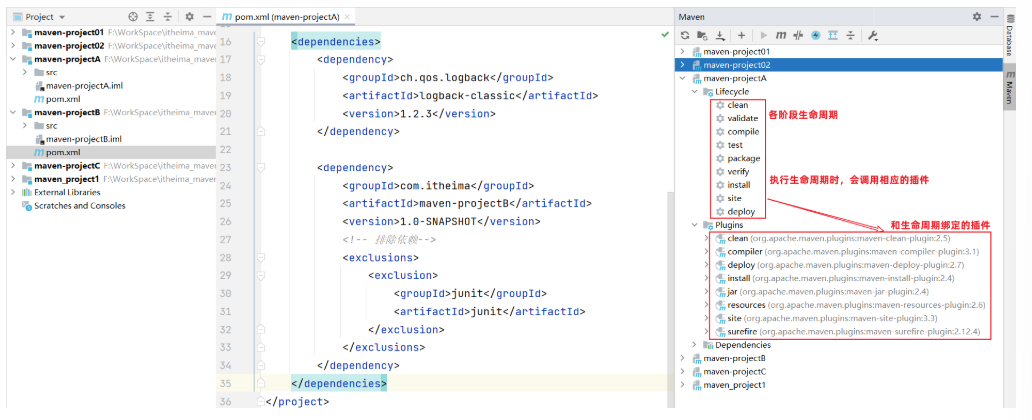 Project
maven-project01 F:\WorkSpace\itheima_maver
maven-project02 F:\WorkSpace\itheima_maver
maven-projectA F:\WorkSpace\itheima_maven
src
maven-projectA.iml
pom.xml
maven-projectB F:\WorkSpace\itheima_maven
src
maven-projectB.iml
pom.xml
maven-projectC F:\WorkSpace\itheima_maven
maven_project1 F:\WorkSpace\itheima_maven
External Libraries
Scratches and Consoles
pom.xml (maven-projectA)
16 <dependencies>
17 <dependency>
18 <groupId>ch.qos.logback</groupId>
19 <artifactId>logback-classic</artifactId>
20 <version>1.2.3</version>
21 </dependency>
22
23 <dependency>
24 <groupId>com.itheima</groupId>
25 <artifactId>maven-projectB</artifactId>
26 <version>1.0-SNAPSHOT</version>
27 <!-- 排除依赖-->
28 <exclusions>
29 <exclusion>
30 <groupId>junit</groupId>
31 <artifactId>junit</artifactId>
32 </exclusion>
33 </exclusions>
34 </dependency>
35 </dependencies>
36 </project>
Maven
maven-project01
maven-project02
maven-projectA
Lifecycle
clean
validate
compile
test
package
verify
install
site
deploy
各阶段生命周期
执行生命周期时，会调用相应的插件
和生命周期绑定的插件
Plugins
clean (org.apache.maven.plugins:maven-clean-plugin:2.5)
compiler (org.apache.maven.plugins:maven-compiler-plugin:3.1)
deploy (org.apache.maven.plugins:maven-deploy-plugin:2.7)
install (org.apache.maven.plugins:maven-install-plugin:2.4)
jar (org.apache.maven.plugins:maven-jar-plugin:2.4)
resources (org.apache.maven.plugins:maven-resources-plugin:2.6)
site (org.apache.maven.plugins:maven-site-plugin:3.3)
surefire (org.apache.maven.plugins:maven-surefire-plugin:2.12.4)
Dependencies
maven-projectB
maven-projectC
maven_project1
Database
Maven